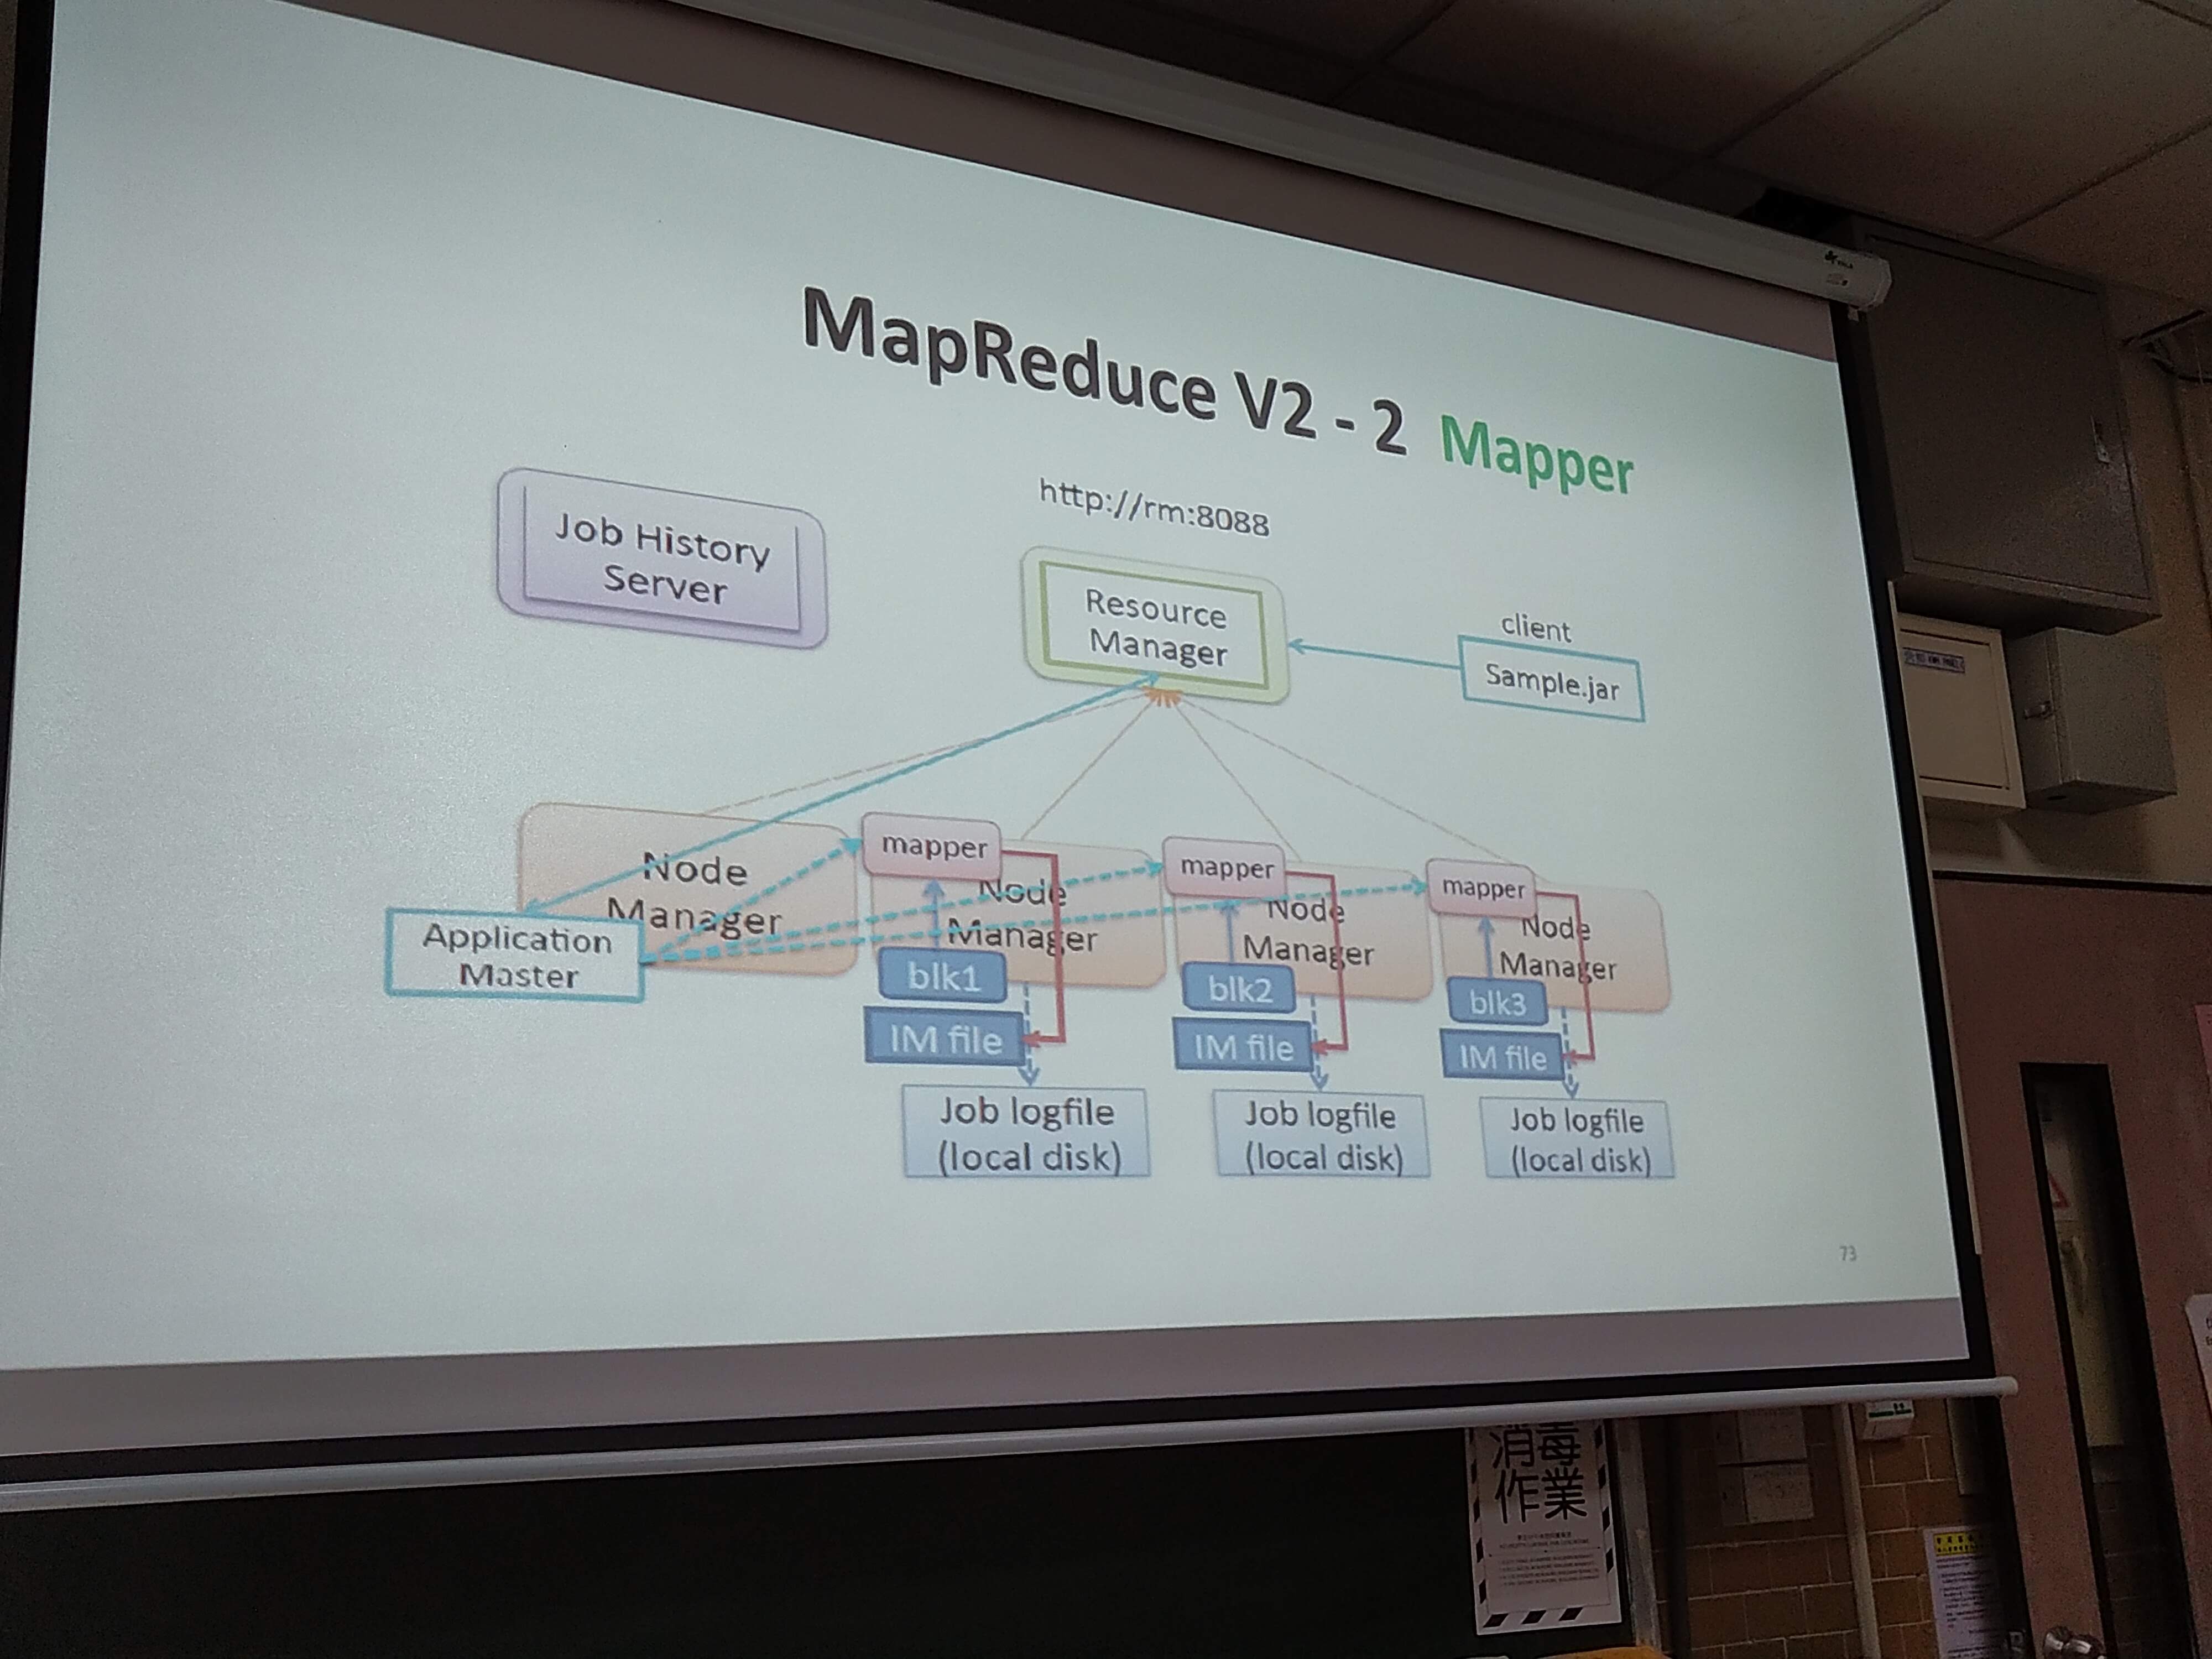 MapReduce V2 - 2 Mapper
http://rm:8088
Job History
Server
Resource
Manager
client
Sample.jar
Node
Manager
mapper
Node
Manager
mapper
Node
Manager
mapper
Node
Manager
Application
Master
blk1
blk2
blk3
IM file
IM file
IM file
Job logfile
(local disk)
Job logfile
(local disk)
Job logfile
(local disk)
73
消毒
作業